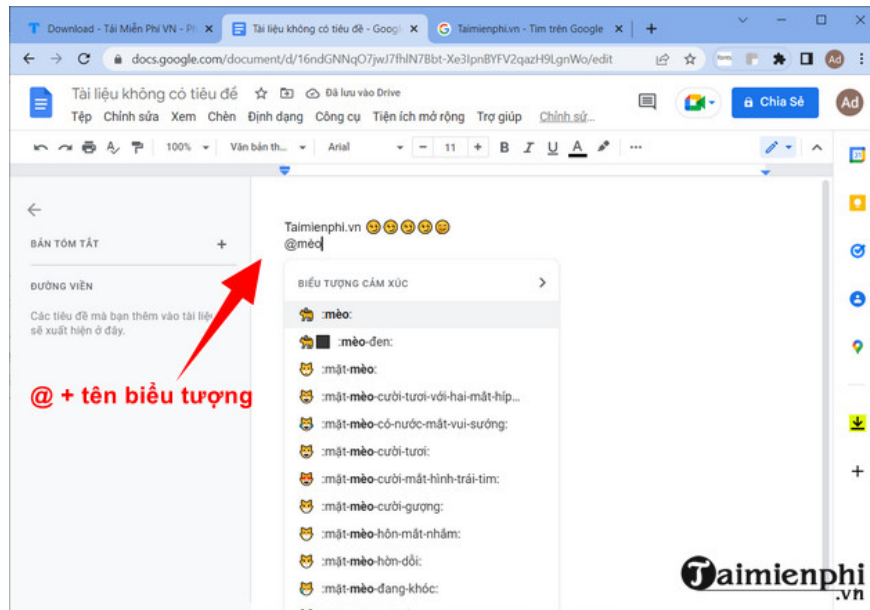 Download - Tải Miễn Phí VN - Ph
Tài liệu không có tiêu đề - Googl
Taimienphi.vn - Tìm trên Google
docs.google.com/document/d/16ndGNNqO7jwJ7fhlN7Bbt-Xe3IpnBYFV2qazH9LgnWo/edit
Ad
Tài liệu không có tiêu đề
Đã lưu vào Drive
Tệp Chỉnh sửa Xem Chèn Định dạng Công cụ Tiện ích mở rộng Trợ giúp Chỉnh sử...
Chia Sẻ
Ad
100% Văn bản th... Arial - 11 + B I U A
31
Taimienphi.vn 😏😏😏😏😄
@mèo
BẢN TÓM TẮT +
ĐƯỜNG VIỀN
Các tiêu đề mà bạn thêm vào tài liệu
sẽ xuất hiện ở đây.
@ + tên biểu tượng
BIỂU TƯỢNG CẢM XÚC
:mèo:
:mèo-đen:
:mặt-mèo:
:mặt-mèo-cười-tươi-với-hai-mắt-híp...
:mặt-mèo-có-nước-mắt-vui-sướng:
:mặt-mèo-cười-tươi:
:mặt-mèo-cười-mắt-hình-trái-tim:
:mặt-mèo-cười-gượng:
:mặt-mèo-hôn-mắt-nhắm:
:mặt-mèo-hờn-dỗi:
:mặt-mèo-đang-khóc:
Taimienphi
.vn